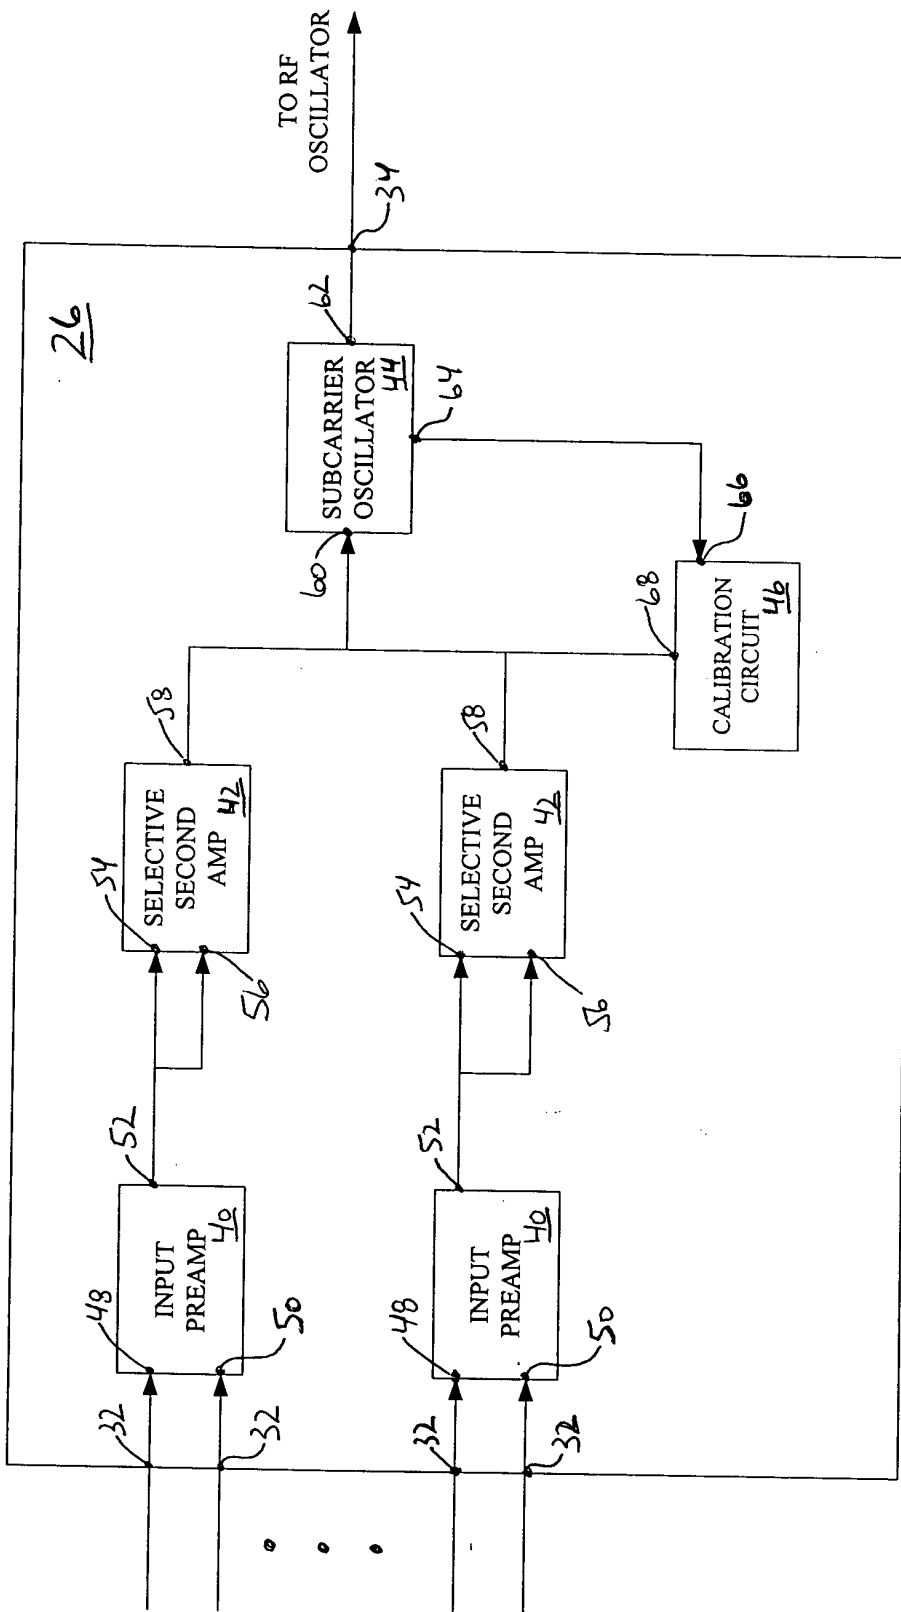 26
32
48
INPUT
PREAMP
40
50
32
52
54
SELECTIVE
SECOND
AMP
42
56
58
60
SUBCARRIER
OSCILLATOR
44
62
34
TO RF
OSCILLATOR
64
32
48
INPUT
PREAMP
40
50
32
52
54
SELECTIVE
SECOND
AMP
42
56
58
68
CALIBRATION
CIRCUIT
46
66